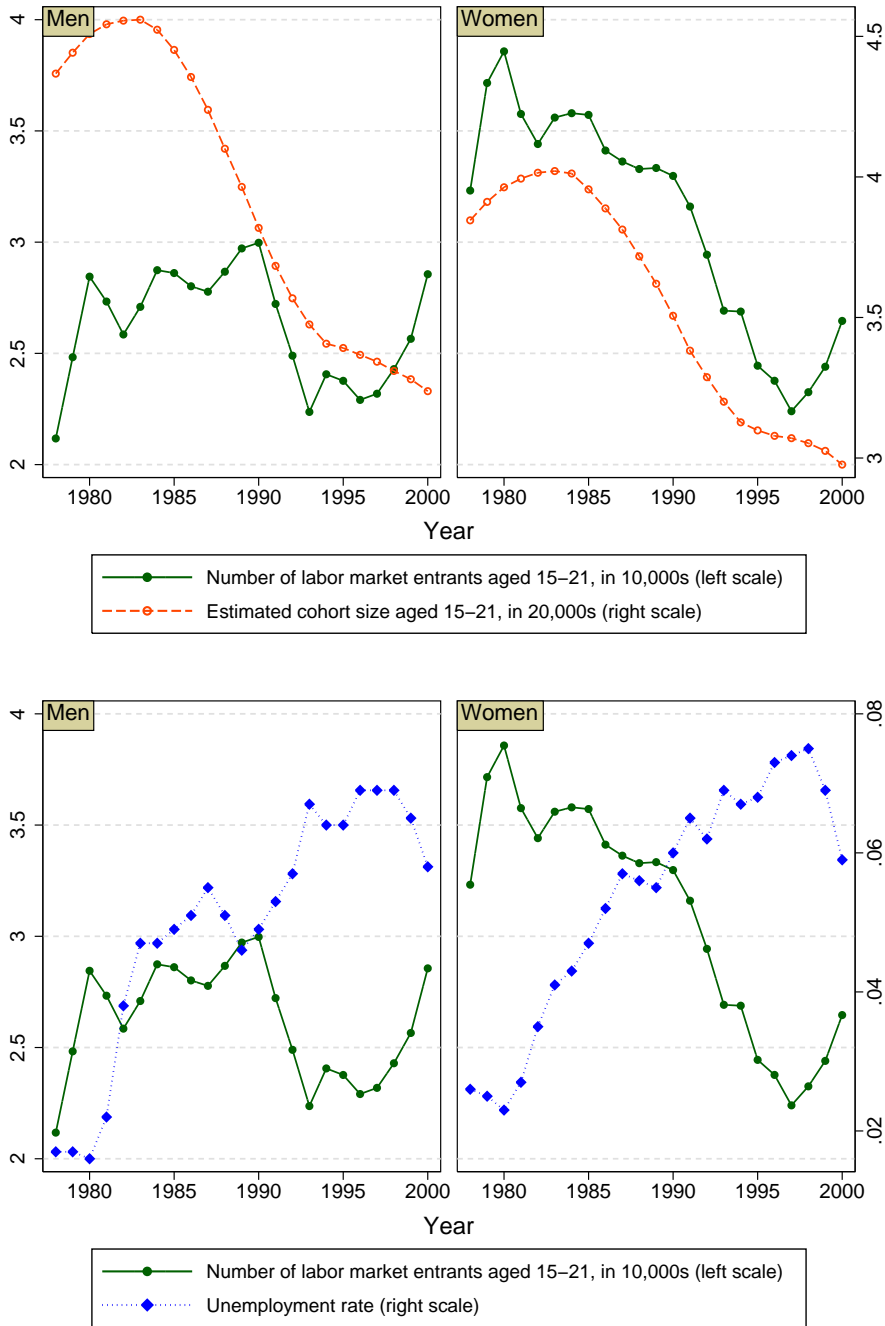 Men
Women
4
3.5
3
2.5
2
4.5
4
3.5
3
1980 1985 1990 1995 2000
1980 1985 1990 1995 2000
Year
Number of labor market entrants aged 15−21, in 10,000s (left scale)
Estimated cohort size aged 15−21, in 20,000s (right scale)
Men
Women
4
3.5
3
2.5
2
.08
.06
.04
.02
1980 1985 1990 1995 2000
1980 1985 1990 1995 2000
Year
Number of labor market entrants aged 15−21, in 10,000s (left scale)
Unemployment rate (right scale)